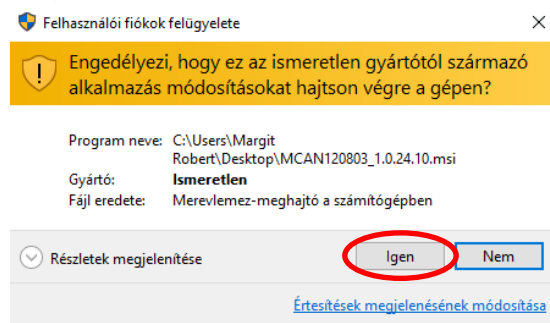 Felhasználói fiókok felügyelete
Engedélyezi, hogy ez az ismeretlen gyártótól származó
alkalmazás módosításokat hajtson végre a gépen?
Program neve: C:\Users\Margit
Robert\Desktop\MCAN120803_1.0.24.10.msi
Gyártó: Ismeretlen
Fájl eredete: Merevlemez-meghajtó a számítógépben
Részletek megjelenítése Igen Nem
Értesítések megjelenésének módosítása